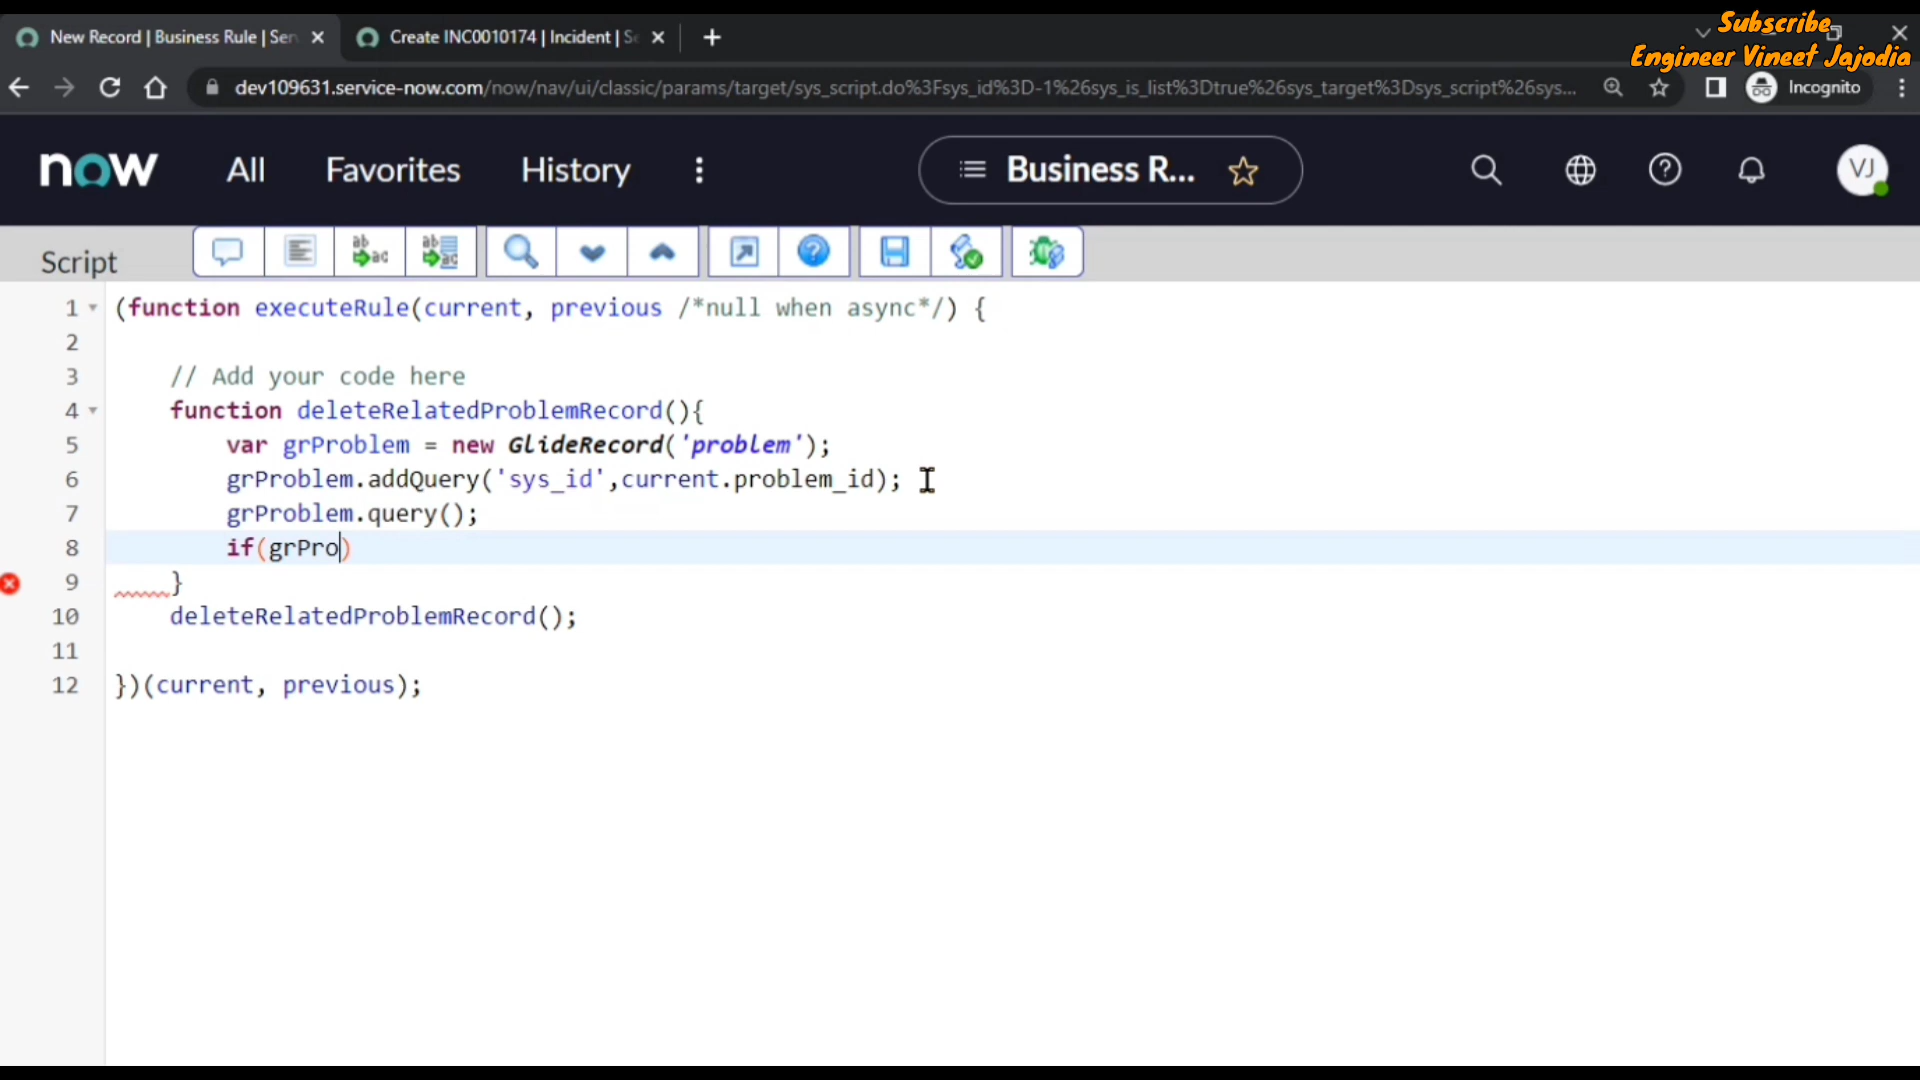 Subscribe
Engineer Vineet Jajodia
New Record | Business Rule | Ser
Create INC0010174 | Incident | S
dev109631.service-now.com/now/nav/ui/classic/params/target/sys_script.do%3Fsys_id%3D-1%26sys_is_list%3Dtrue%26sys_target%3Dsys_script%26sys...
Incognito
now All Favorites History Business R... VJ
Script
1 (function executeRule(current, previous /*null when async*/) {
2
3 // Add your code here
4 function deleteRelatedProblemRecord(){
5 var grProblem = new GlideRecord('problem');
6 grProblem.addQuery('sys_id',current.problem_id);
7 grProblem.query();
8 if(grPro)
9 }
10 deleteRelatedProblemRecord();
11
12 })(current, previous);